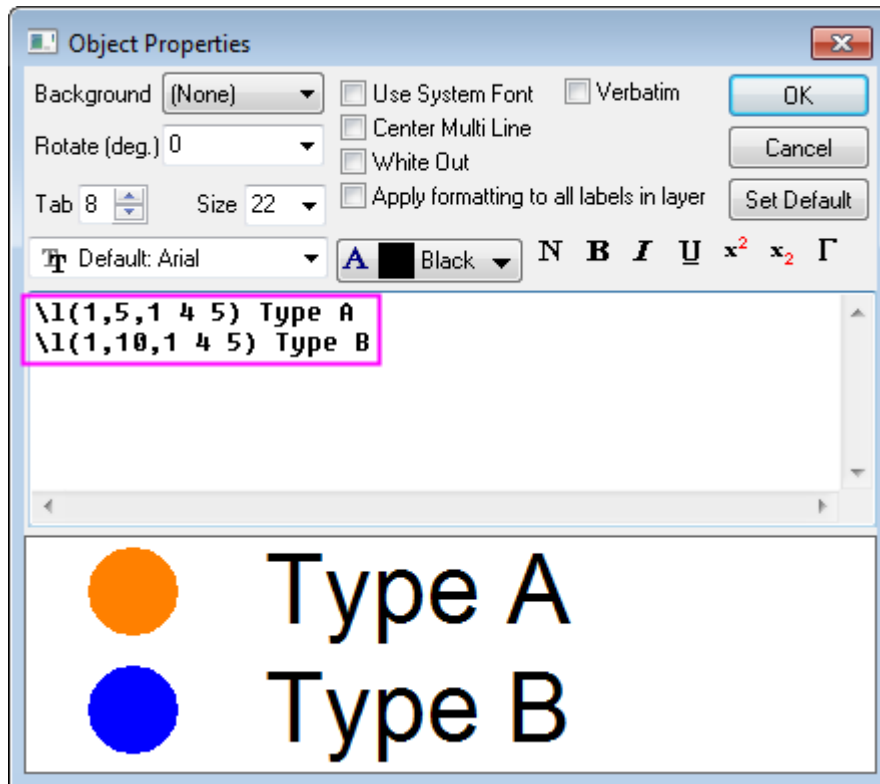 Object Properties
Background (None) Use System Font Verbatim OK
Rotate (deg.) 0 Center Multi Line Cancel
White Out
Tab 8 Size 22 Apply formatting to all labels in layer Set Default
Default: Arial A Black N B I U x² x₂ Γ
\l(1,5,1 4 5) Type A
\l(1,10,1 4 5) Type B
Type A
Type B